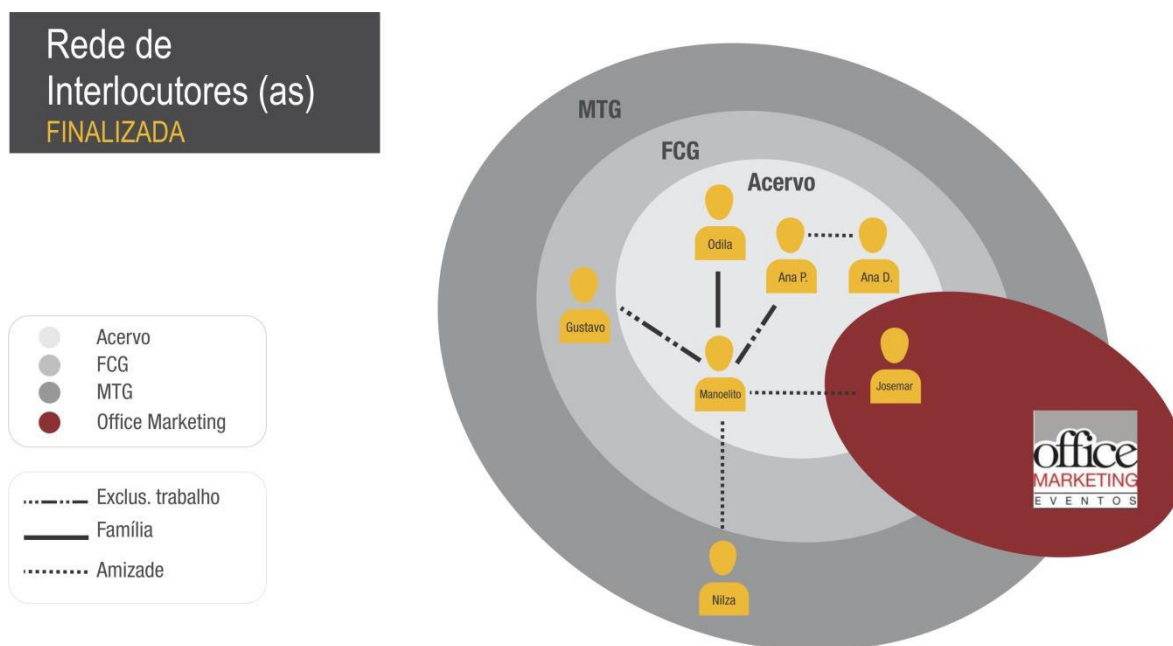 Rede de
Interlocutores (as)
FINALIZADA
MTG
FCG
Acervo
Odila
Ana P.
Ana D.
Gustavo
Manoelito
Josemar
Nilza
office
MARKETING
EVENTOS
Acervo
FCG
MTG
Office Marketing
Exclus. trabalho
Família
Amizade